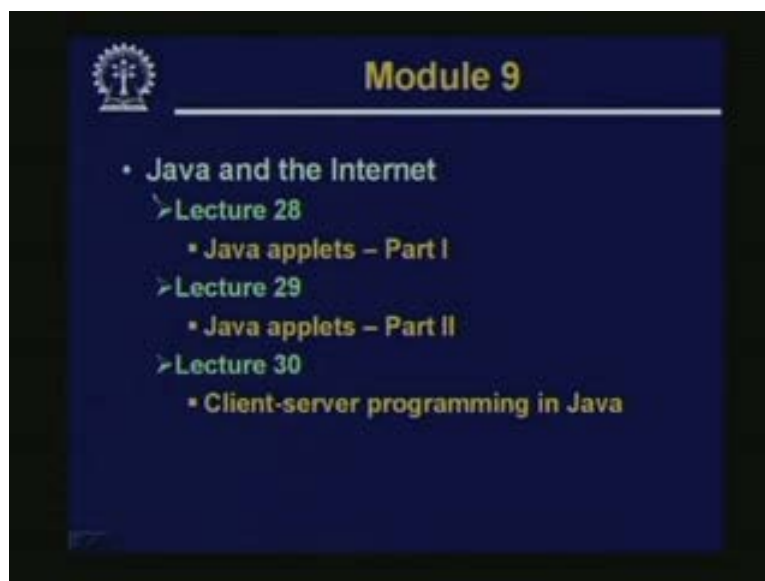 Module 9
• Java and the Internet
➢Lecture 28
▪ Java applets – Part I
➢Lecture 29
▪ Java applets – Part II
➢Lecture 30
▪ Client-server programming in Java